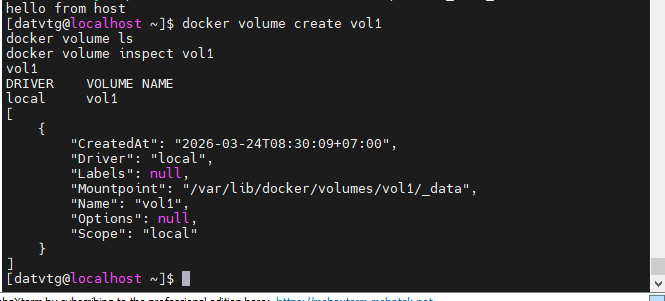 hello from host
[datvtg@localhost ~]$ docker volume create vol1
docker volume ls
docker volume inspect vol1
vol1
DRIVER    VOLUME NAME
local     vol1
[
    {
        "CreatedAt": "2026-03-24T08:30:09+07:00",
        "Driver": "local",
        "Labels": null,
        "Mountpoint": "/var/lib/docker/volumes/vol1/_data",
        "Name": "vol1",
        "Options": null,
        "Scope": "local"
    }
]
[datvtg@localhost ~]$
by subscribing to the professional edition here: https://mobaxterm.mobatek.net